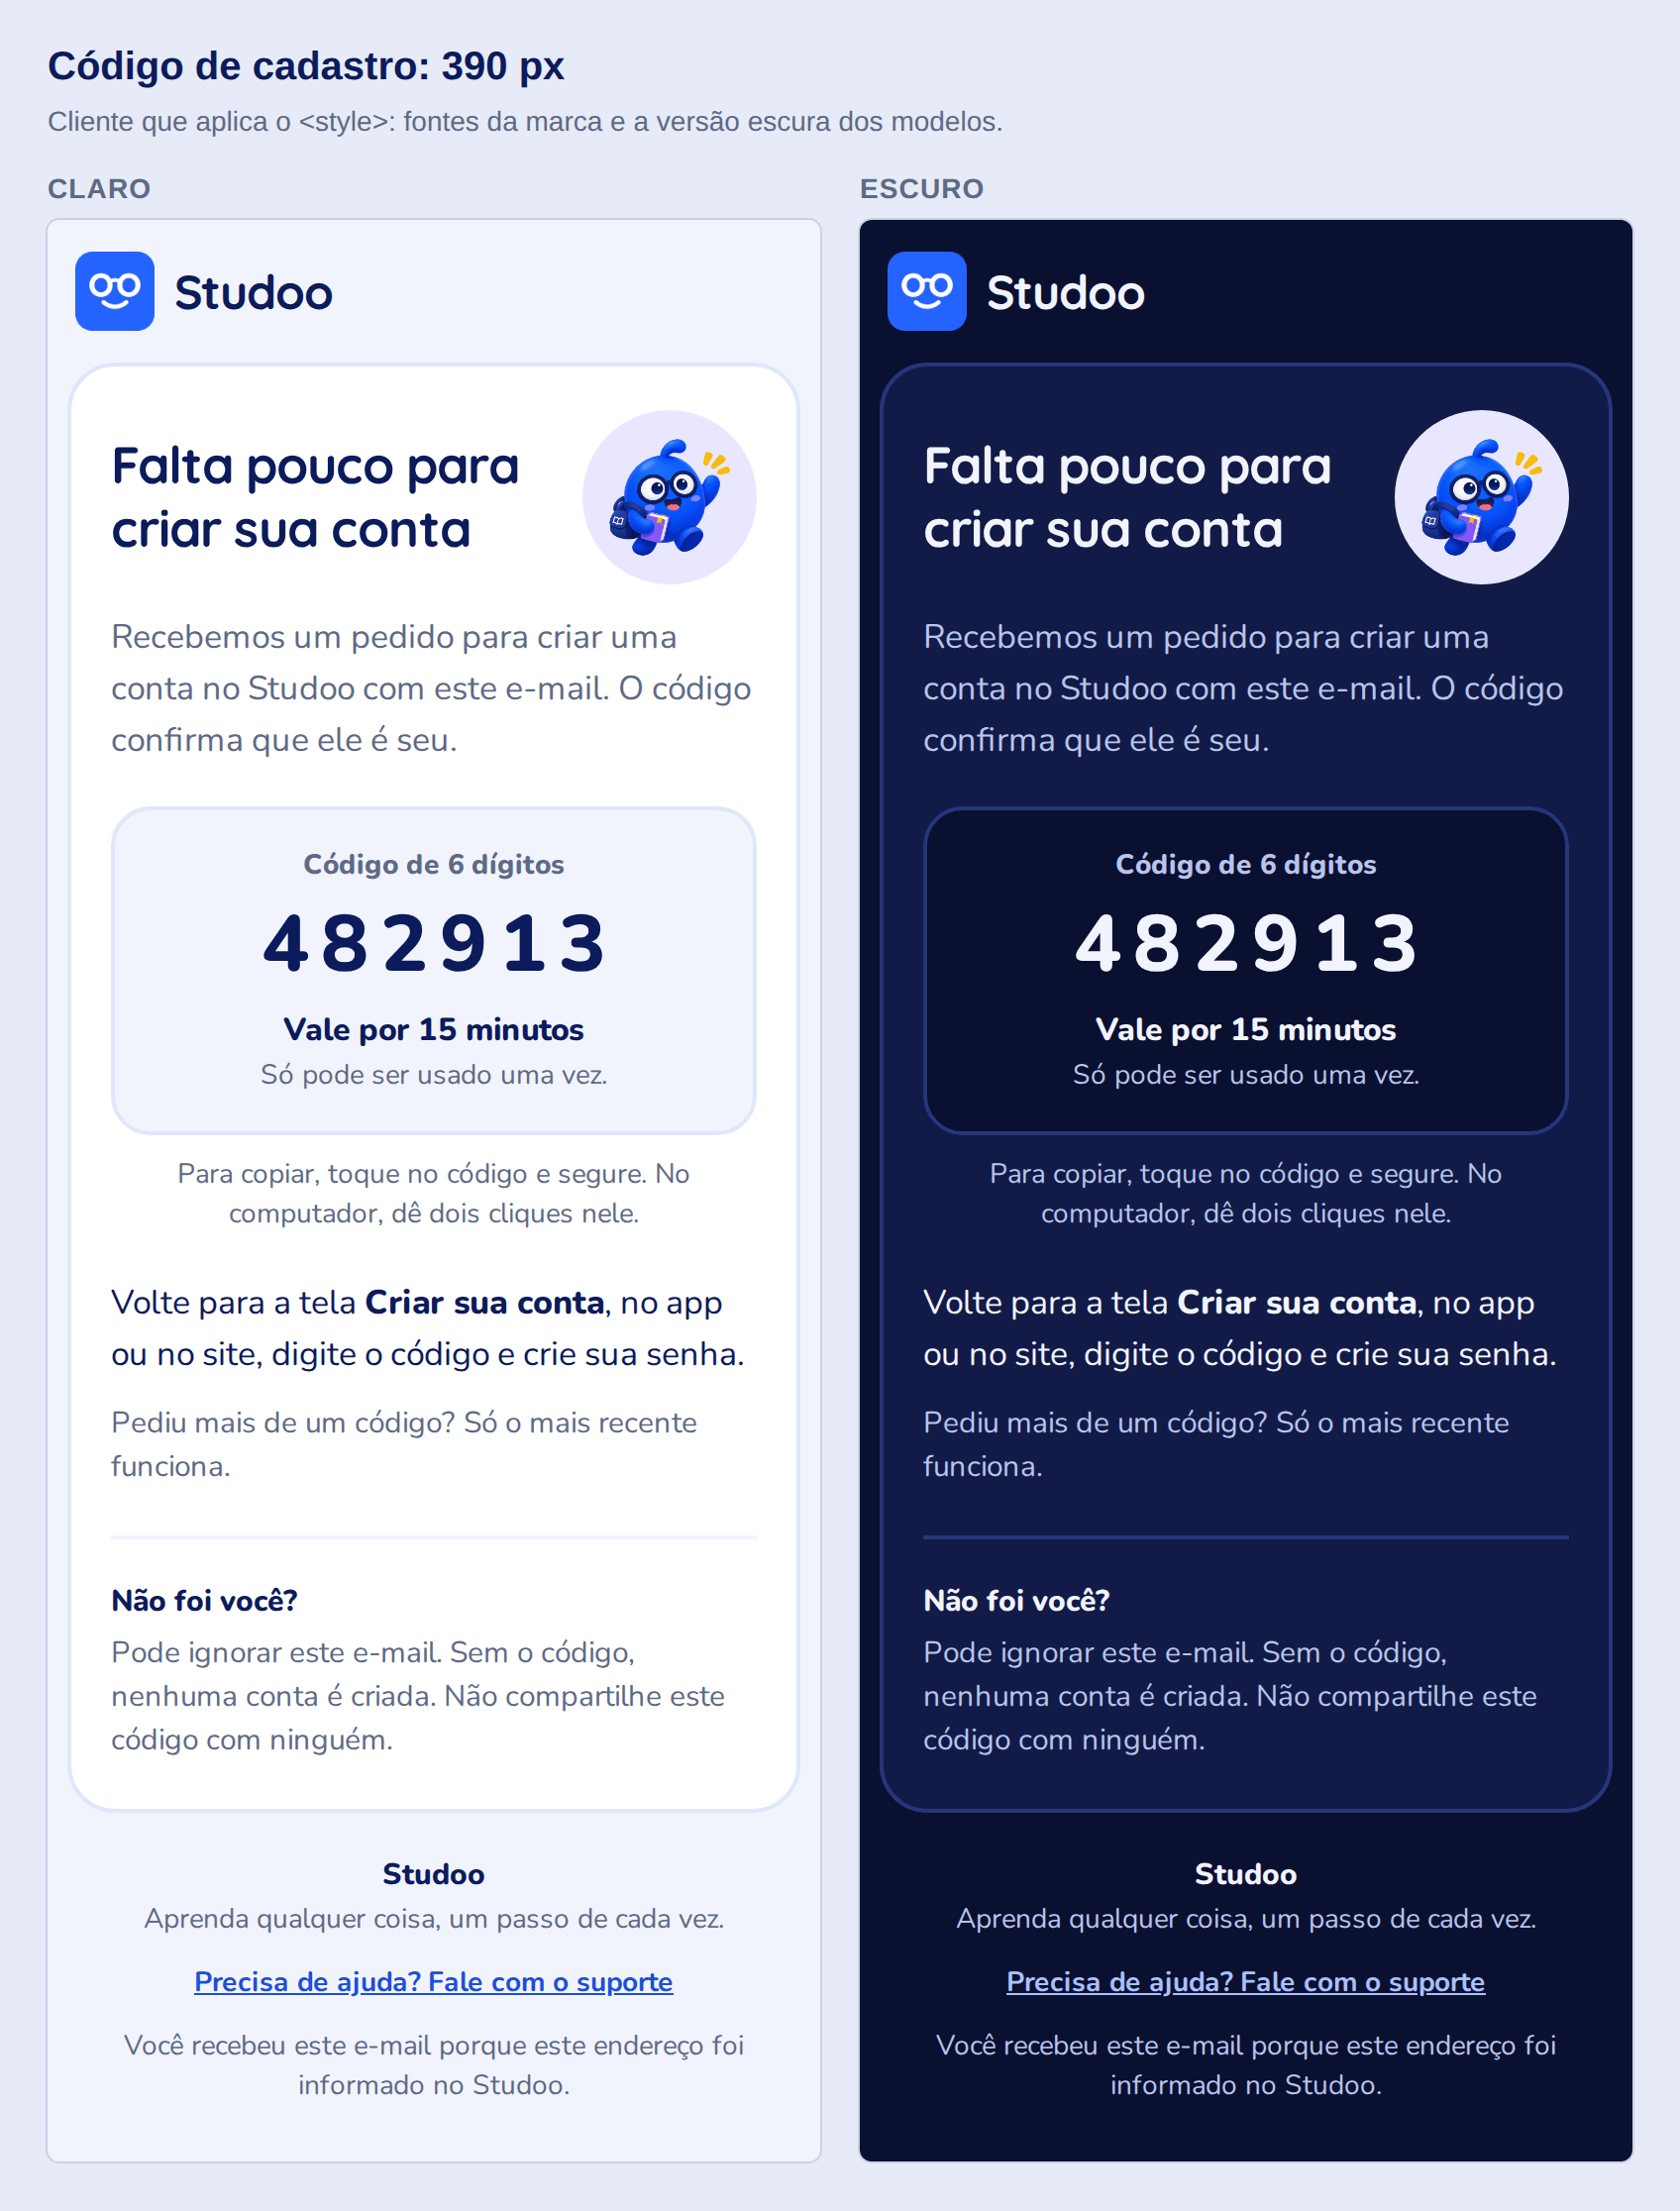 Código de cadastro: 390 px
Cliente que aplica o <style>: fontes da marca e a versão escura dos modelos.
CLARO
Studoo
Falta pouco para
criar sua conta
Recebemos um pedido para criar uma
conta no Studoo com este e-mail. O código
confirma que ele é seu.
Código de 6 dígitos
482913
Vale por 15 minutos
Só pode ser usado uma vez.
Para copiar, toque no código e segure. No
computador, dê dois cliques nele.
Volte para a tela Criar sua conta, no app
ou no site, digite o código e crie sua senha.
Pediu mais de um código? Só o mais recente
funciona.
Não foi você?
Pode ignorar este e-mail. Sem o código,
nenhuma conta é criada. Não compartilhe este
código com ninguém.
Studoo
Aprenda qualquer coisa, um passo de cada vez.
Precisa de ajuda? Fale com o suporte
Você recebeu este e-mail porque este endereço foi
informado no Studoo.
ESCURO
Studoo
Falta pouco para
criar sua conta
Recebemos um pedido para criar uma
conta no Studoo com este e-mail. O código
confirma que ele é seu.
Código de 6 dígitos
482913
Vale por 15 minutos
Só pode ser usado uma vez.
Para copiar, toque no código e segure. No
computador, dê dois cliques nele.
Volte para a tela Criar sua conta, no app
ou no site, digite o código e crie sua senha.
Pediu mais de um código? Só o mais recente
funciona.
Não foi você?
Pode ignorar este e-mail. Sem o código,
nenhuma conta é criada. Não compartilhe este
código com ninguém.
Studoo
Aprenda qualquer coisa, um passo de cada vez.
Precisa de ajuda? Fale com o suporte
Você recebeu este e-mail porque este endereço foi
informado no Studoo.